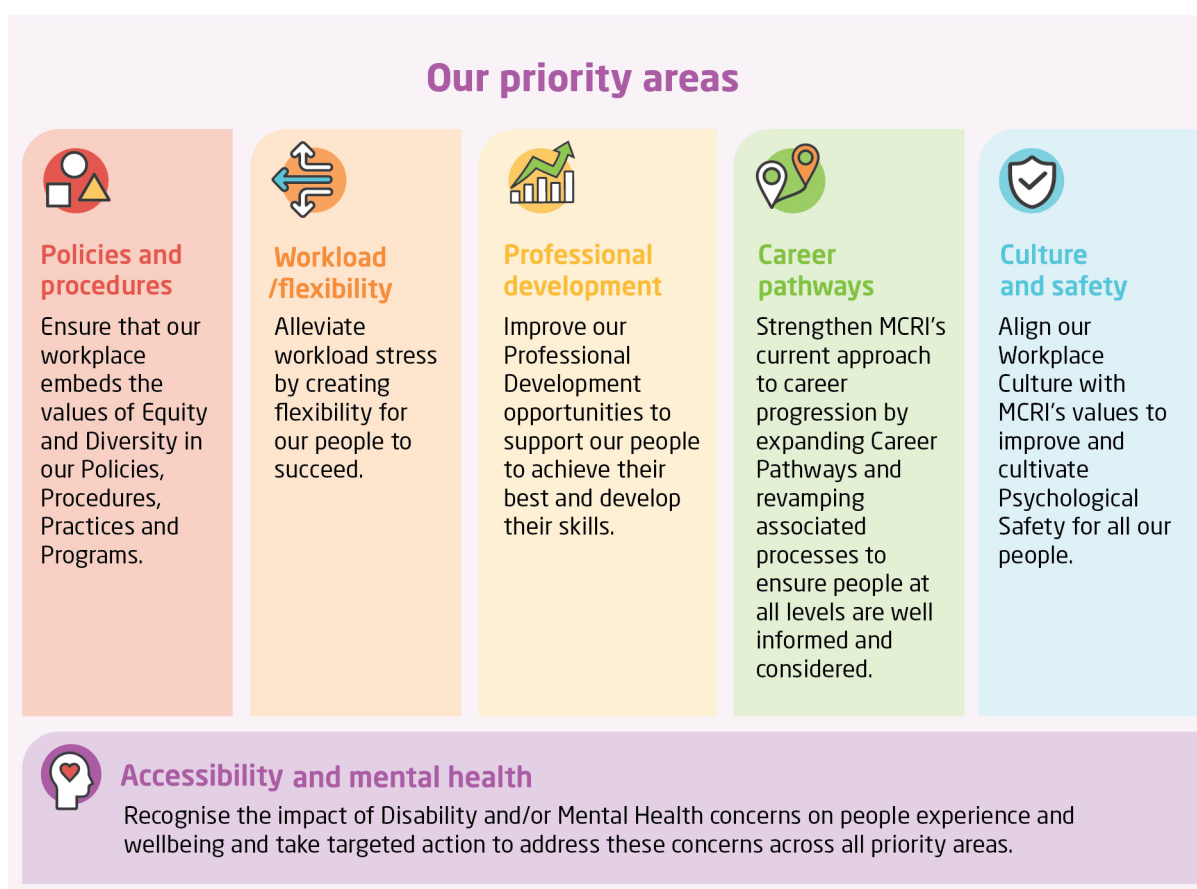 Our priority areas
Policies and
procedures
Ensure that our
workplace
embeds the
values of Equity
and Diversity in
our Policies,
Procedures,
Practices and
Programs.
Workload
/flexibility
Alleviate
workload stress
by creating
flexibility for
our people to
succeed.
Professional
development
Improve our
Professional
Development
opportunities to
support our people
to achieve their
best and develop
their skills.
Career
pathways
Strengthen MCRI's
current approach
to career
progression by
expanding Career
Pathways and
revamping
associated
processes to
ensure people at
all levels are well
informed and
considered.
Culture
and safety
Align our
Workplace
Culture with
MCRI's values to
improve and
cultivate
Psychological
Safety for all our
people.
Accessibility and mental health
Recognise the impact of Disability and/or Mental Health concerns on people experience and
wellbeing and take targeted action to address these concerns across all priority areas.